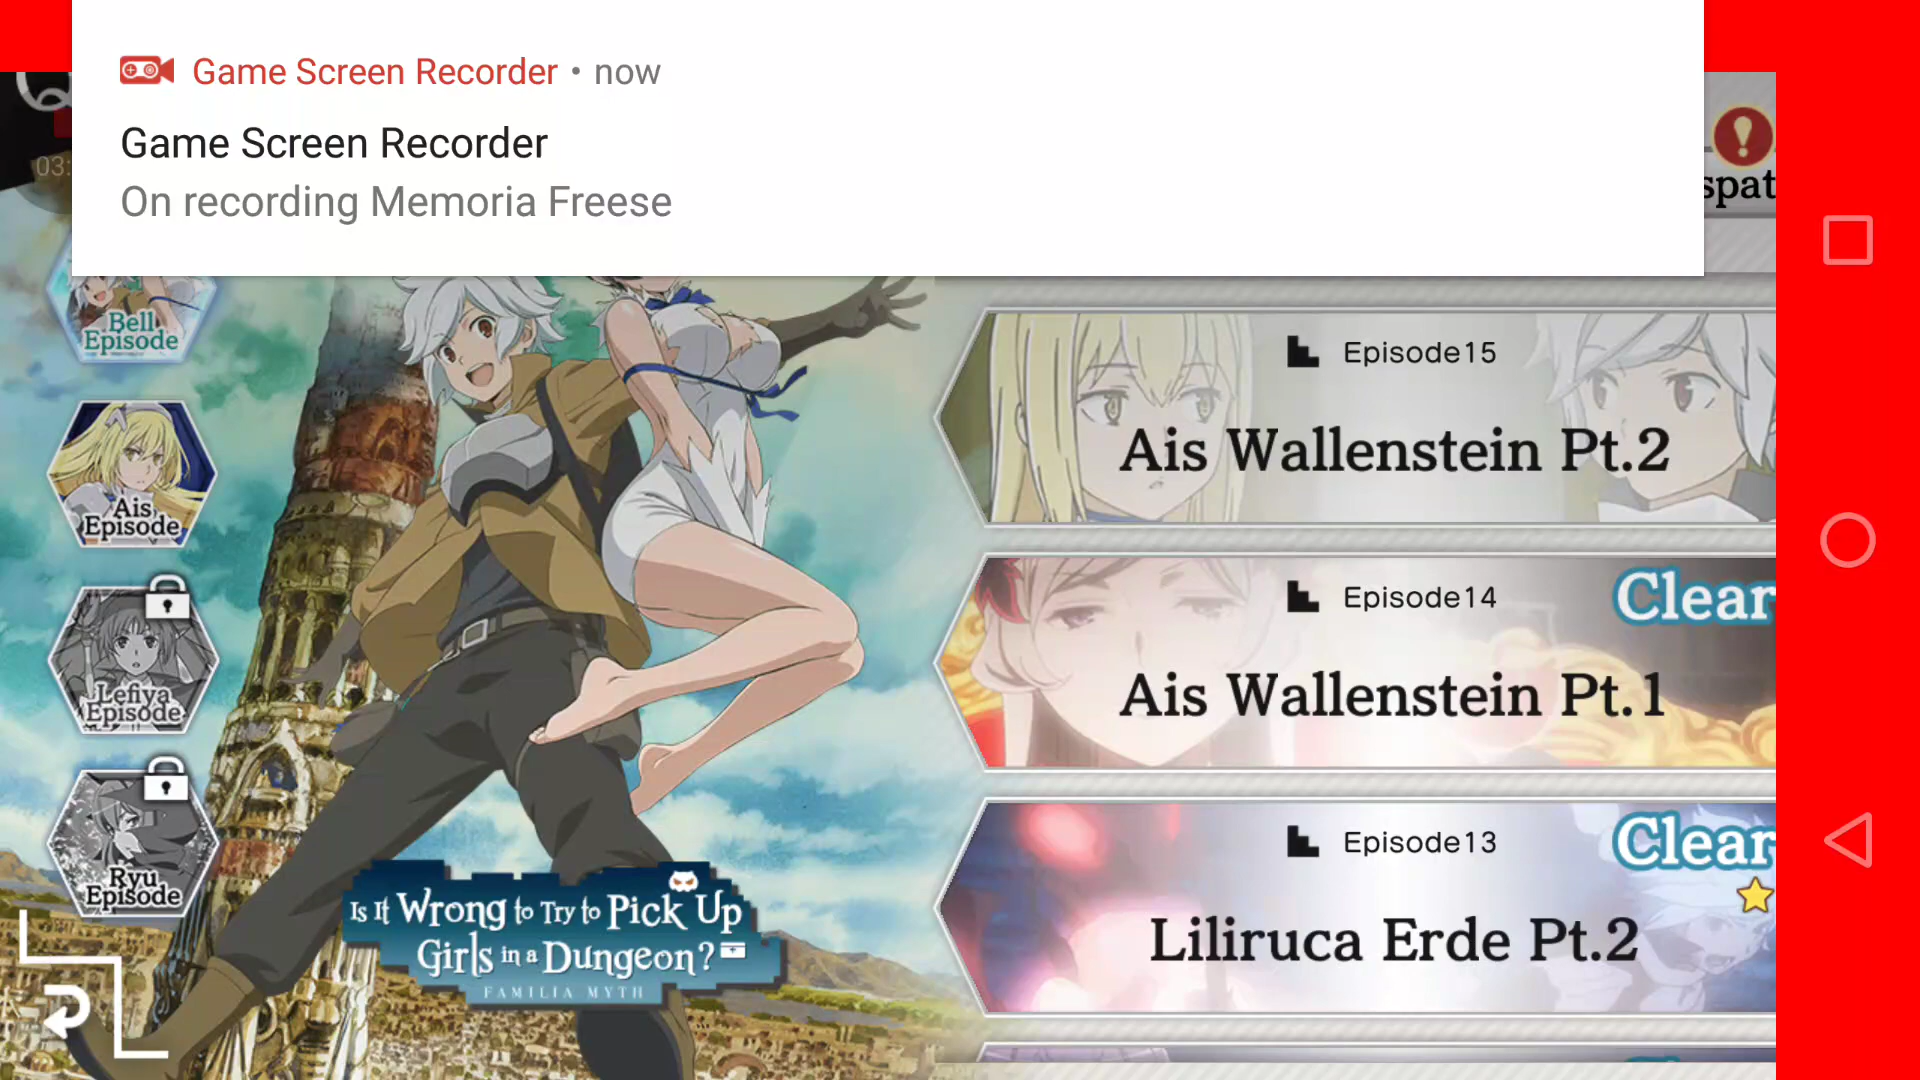 Game Screen Recorder • now
Game Screen Recorder
On recording Memoria Freese
03:
spat
Bell
Episode
Ais
Episode
Lefiya
Episode
Ryu
Episode
Is It Wrong to Try to Pick Up
Girls in a Dungeon?
FAMILIA MYTH
Episode15
Ais Wallenstein Pt.2
Episode14
Clear
Ais Wallenstein Pt.1
Episode13
Clear
Liliruca Erde Pt.2